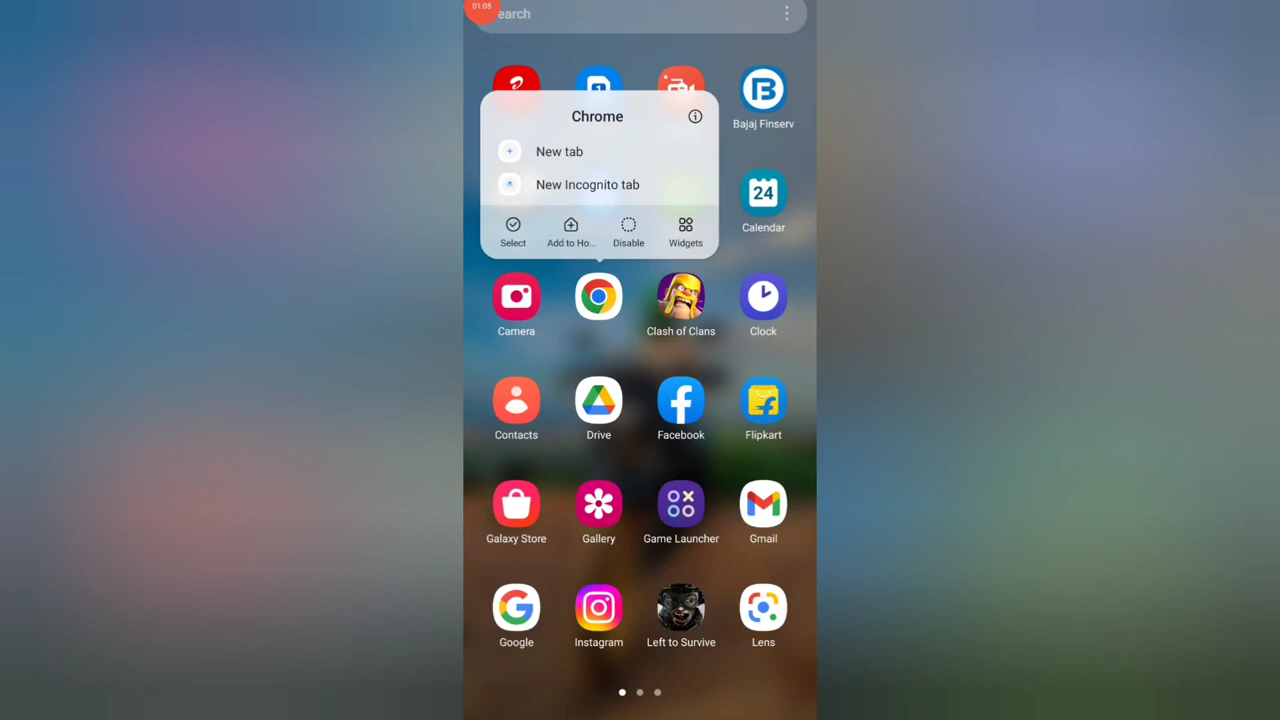 01:05
earch
Bajaj Finserv
Chrome
New tab
New Incognito tab
24
Calendar
Select Add to Ho... Disable Widgets
Camera Clash of Clans Clock
Contacts Drive Facebook Flipkart
Galaxy Store Gallery Game Launcher Gmail
Google Instagram Left to Survive Lens